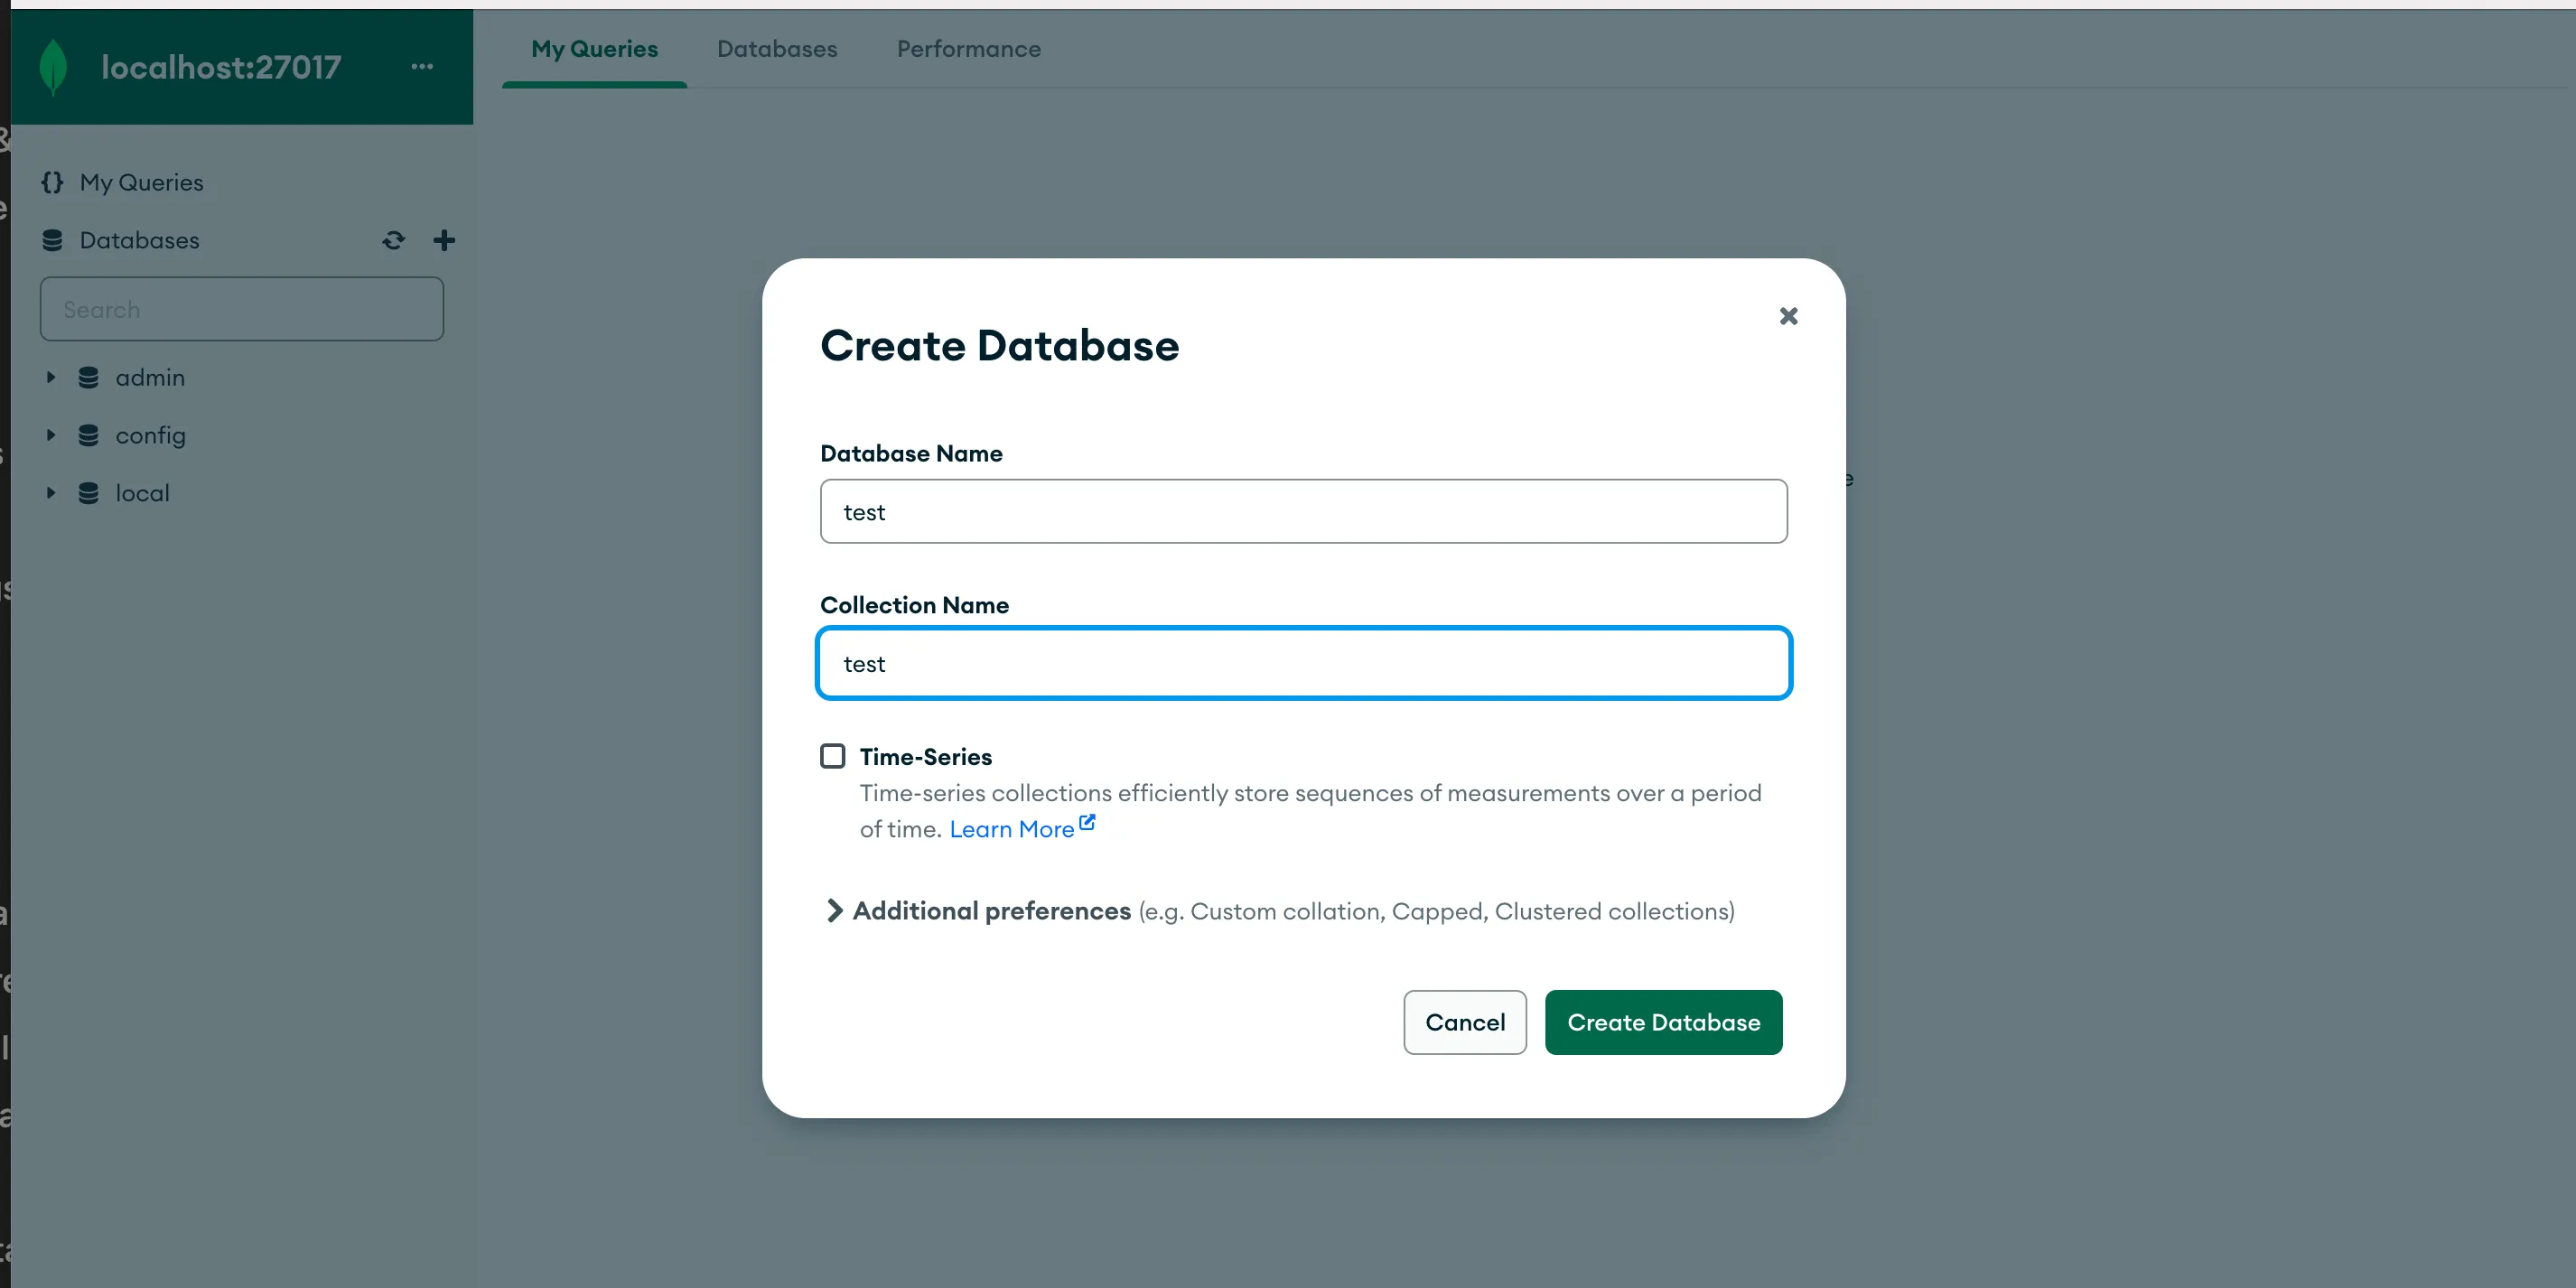 localhost:27017
My Queries
Databases
Search
admin
config
local
My Queries Databases Performance
Create Database
Database Name
test
Collection Name
test
Time-Series
Time-series collections efficiently store sequences of measurements over a period
of time. Learn More
Additional preferences (e.g. Custom collation, Capped, Clustered collections)
Cancel Create Database